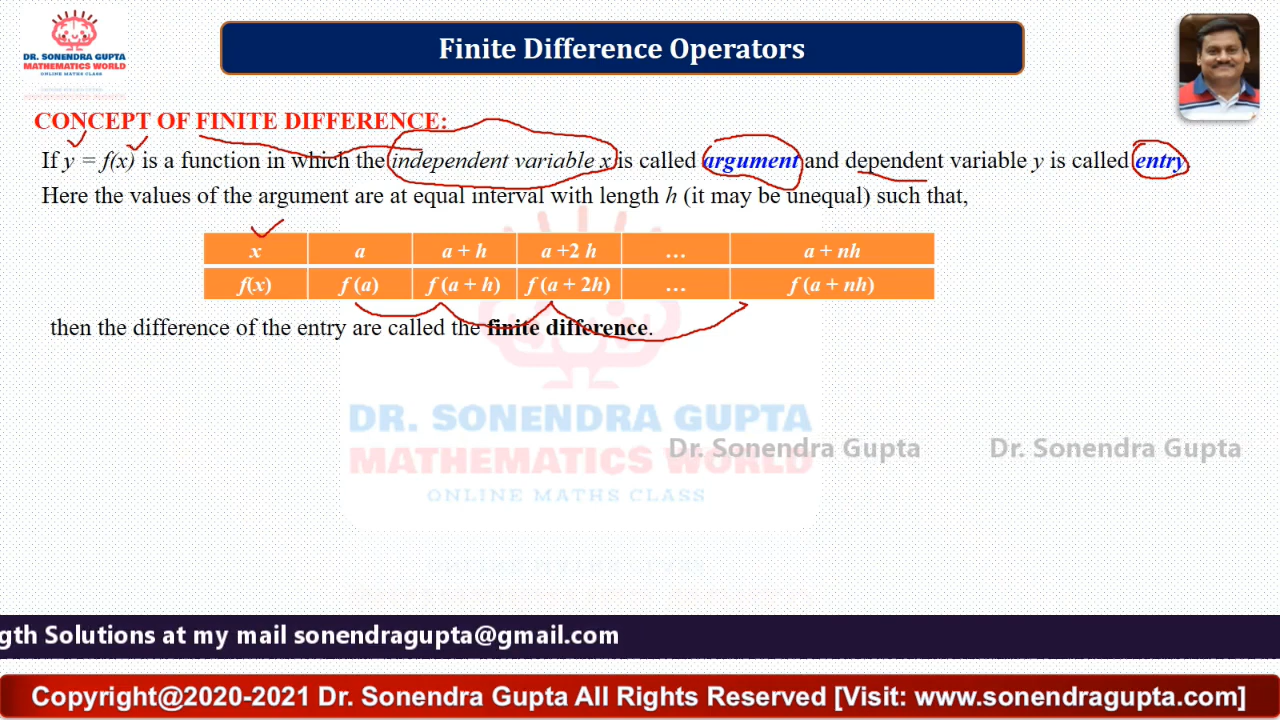 DR. SONENDRA GUPTA
MATHEMATICS WORLD
ONLINE MATHS CLASS
Finite Difference Operators
CONCEPT OF FINITE DIFFERENCE:
If y = f(x) is a function in which the independent variable x is called argument and dependent variable y is called entry.
Here the values of the argument are at equal interval with length h (it may be unequal) such that,
x a a + h a +2 h … a + nh
f(x) f (a) f (a + h) f (a + 2h) … f (a + nh)
then the difference of the entry are called the finite difference.
DR. SONENDRA GUPTA
MATHEMATICS WORLD
ONLINE MATHS CLASS
Dr. Sonendra Gupta Dr. Sonendra Gupta
gth Solutions at my mail sonendragupta@gmail.com
Copyright@2020-2021 Dr. Sonendra Gupta All Rights Reserved [Visit: www.sonendragupta.com]